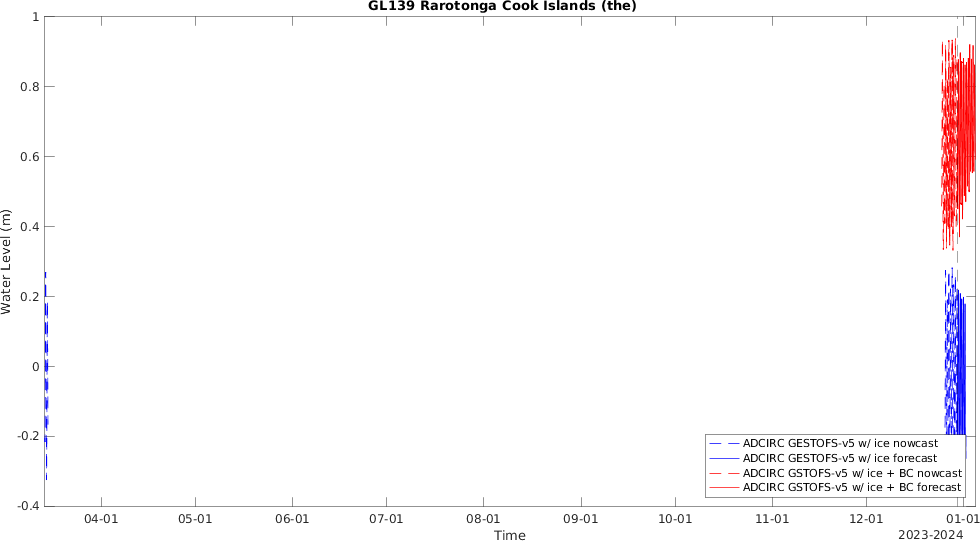 GL139 Rarotonga Cook Islands (the)
1
0.8
0.6
0.4
0.2
0
-0.2
-0.4
Water Level (m)
04-01 05-01 06-01 07-01 08-01 09-01 10-01 11-01 12-01 01-01
Time
2023-2024
ADCIRC GESTOFS-v5 w/ ice nowcast
ADCIRC GESTOFS-v5 w/ ice forecast
ADCIRC GSTOFS-v5 w/ ice + BC nowcast
ADCIRC GSTOFS-v5 w/ ice + BC forecast